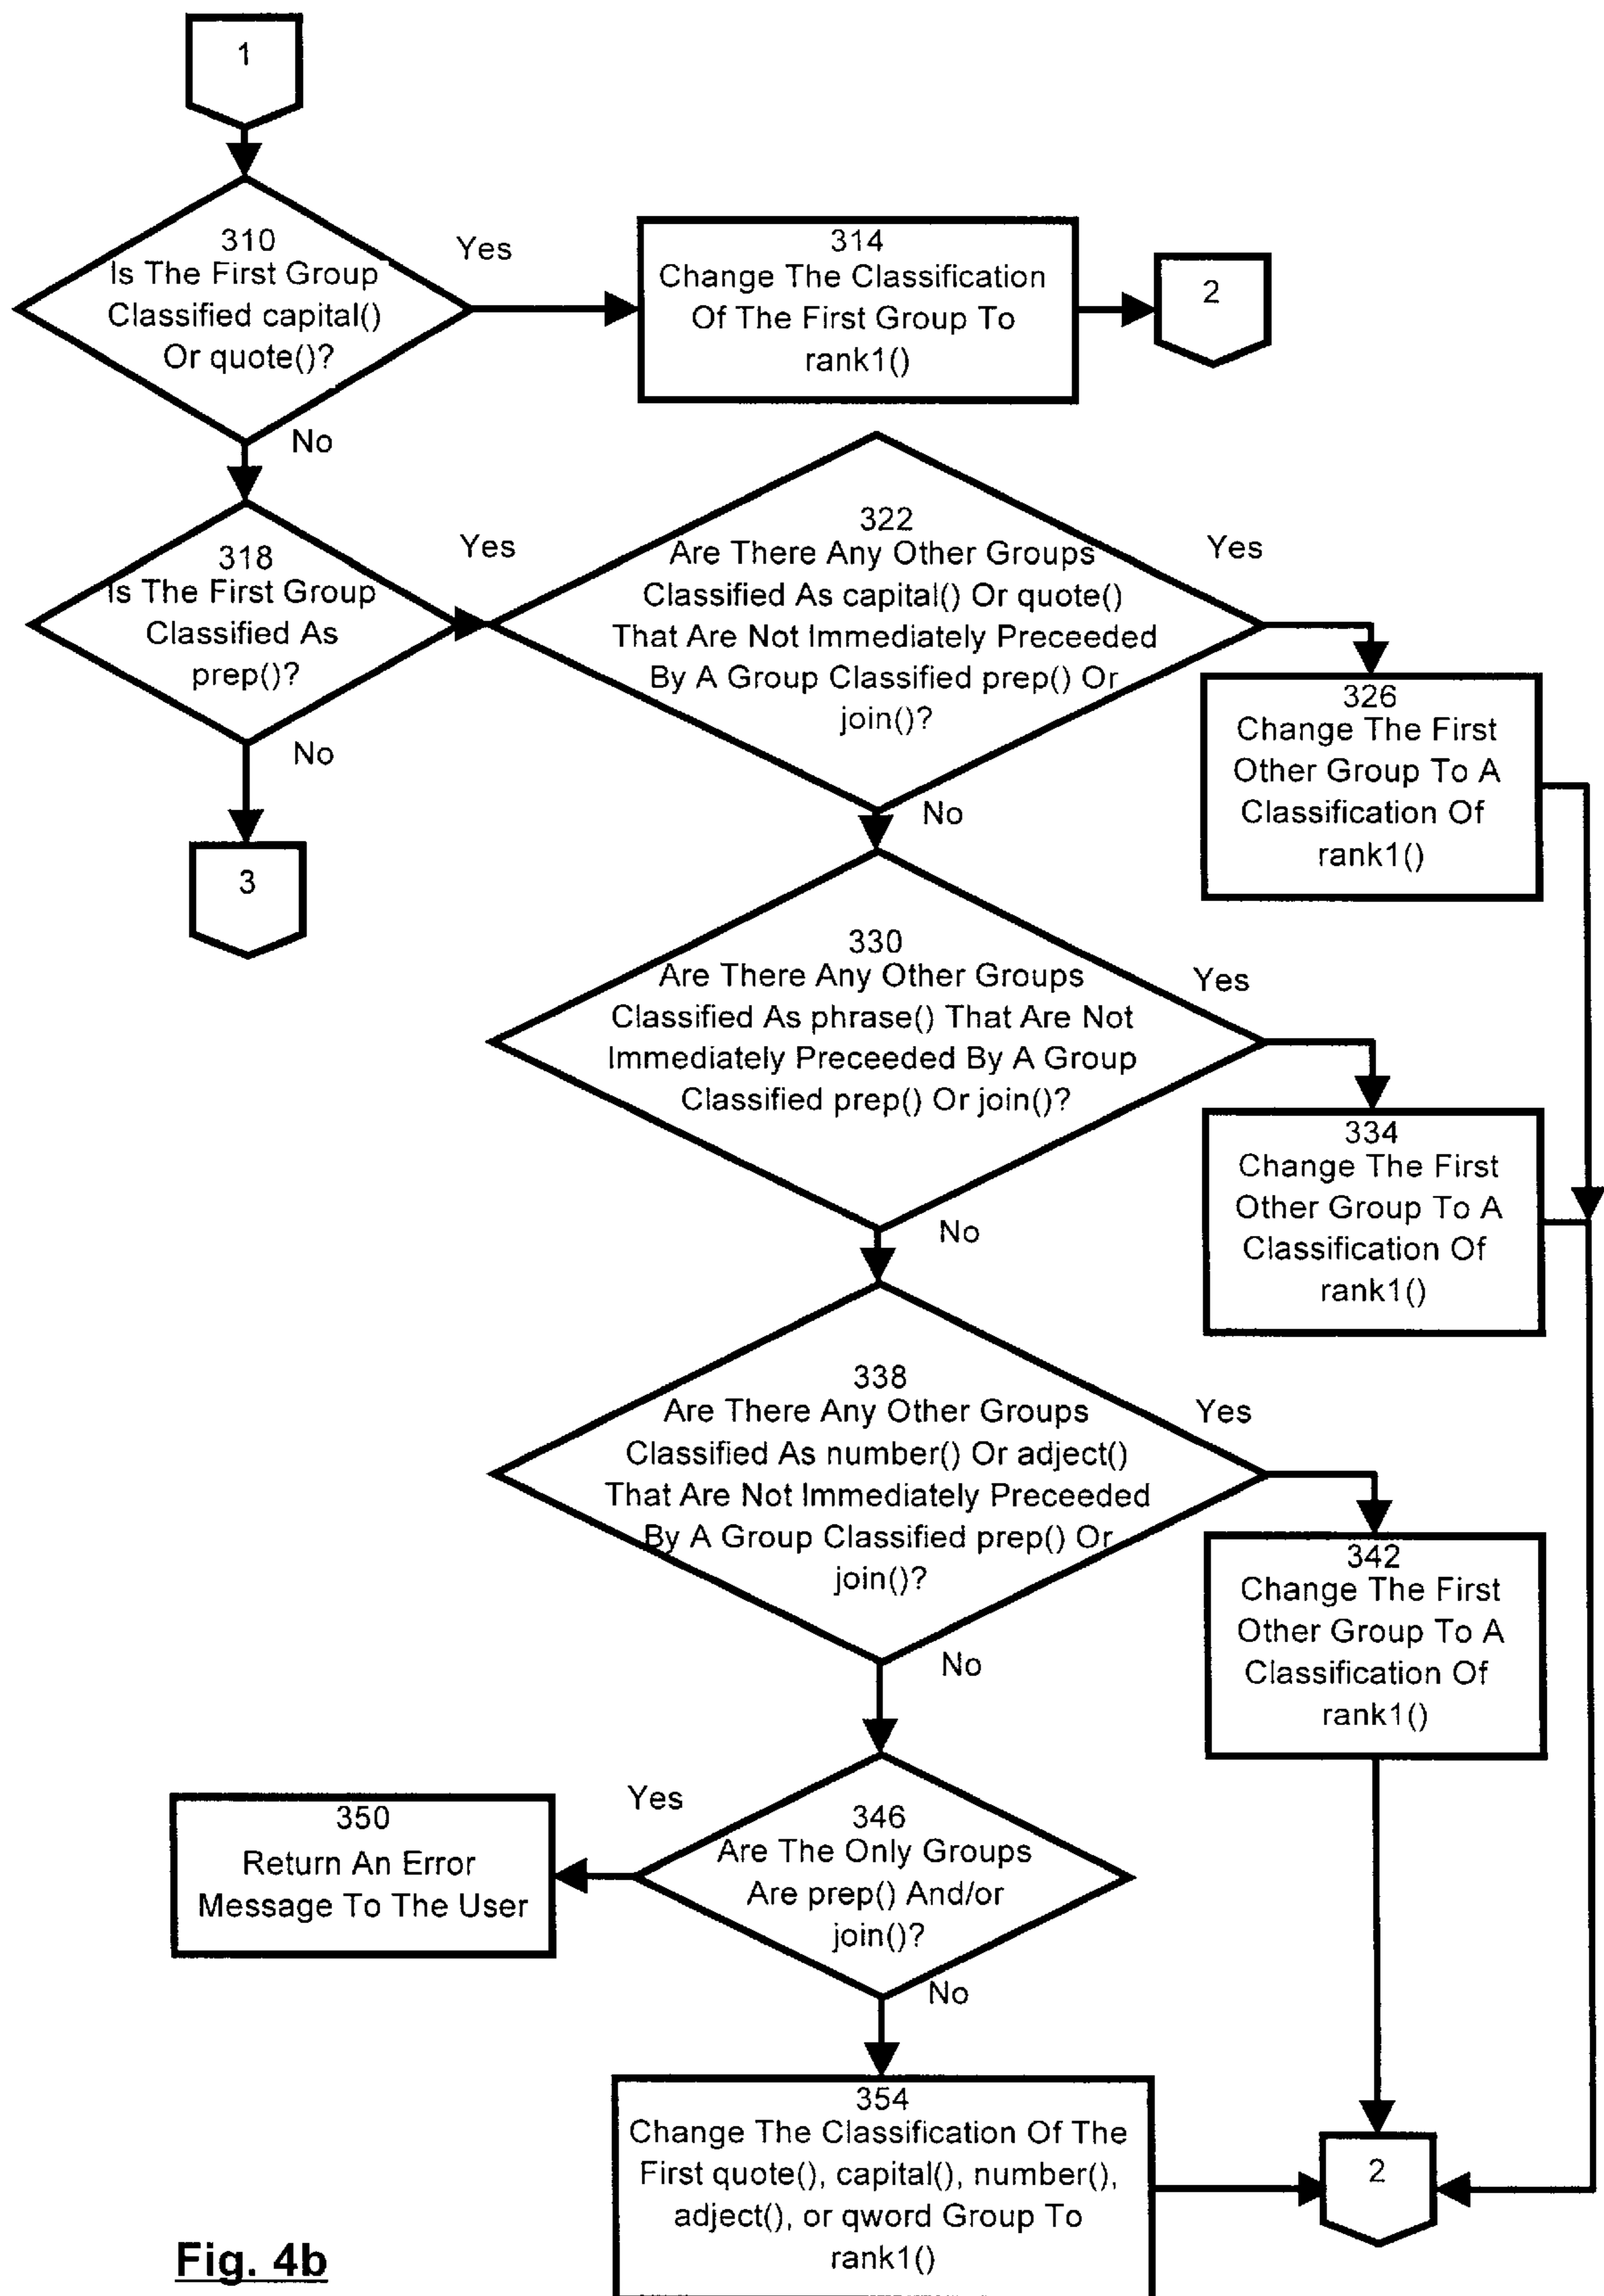 1
310
Is The First Group
Classified capital()
Or quote()?
Yes
314
Change The Classification
Of The First Group To
rank1()
2
No
318
Is The First Group
Classified As
prep()?
Yes
322
Are There Any Other Groups
Classified As capital() Or quote()
That Are Not Immediately Preceeded
By A Group Classified prep() Or
join()?
Yes
326
Change The First
Other Group To A
Classification Of
rank1()
No
3
No
330
Are There Any Other Groups
Classified As phrase() That Are Not
Immediately Preceeded By A Group
Classified prep() Or join()?
Yes
334
Change The First
Other Group To A
Classification Of
rank1()
No
338
Are There Any Other Groups
Classified As number() Or adject()
That Are Not Immediately Preceeded
By A Group Classified prep() Or
join()?
Yes
342
Change The First
Other Group To A
Classification Of
rank1()
No
346
Are The Only Groups
Are prep() And/or
join()?
Yes
350
Return An Error
Message To The User
No
354
Change The Classification Of The
First quote(), capital(), number(),
adject(), or qword Group To
rank1()
2
Fig. 4b